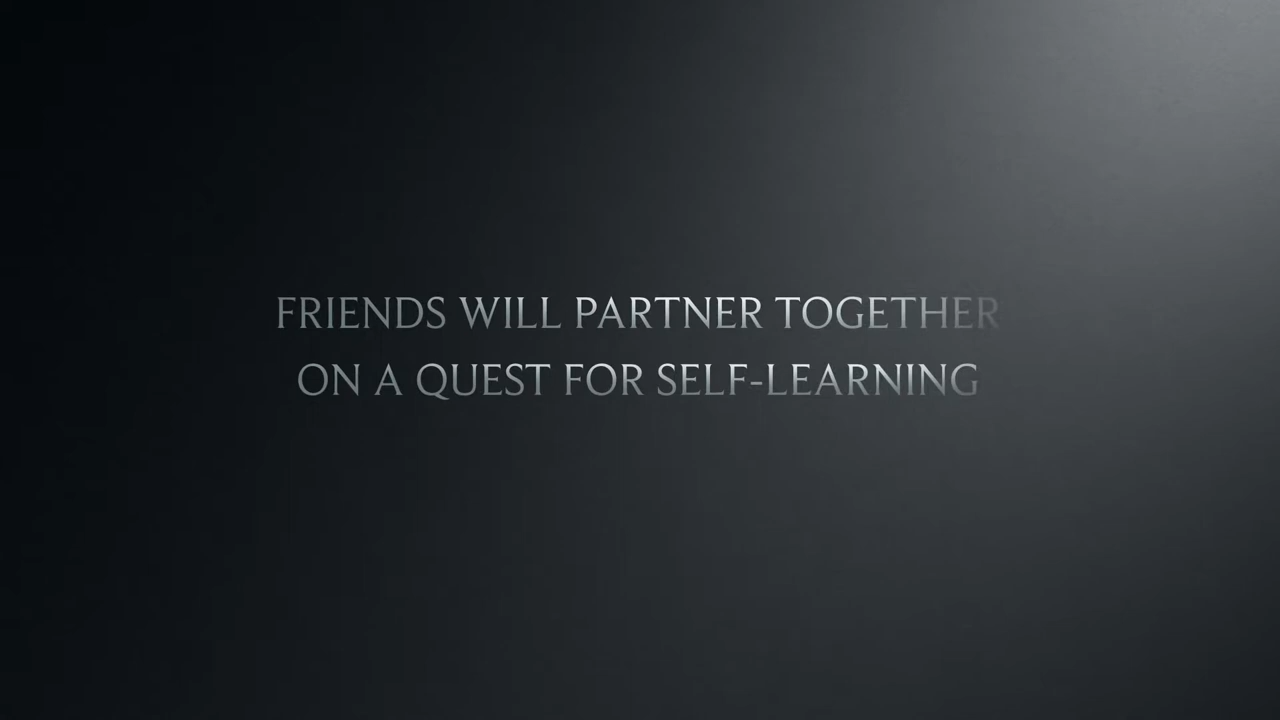 FRIENDS WILL PARTNER TOGETHER
ON A QUEST FOR SELF-LEARNING